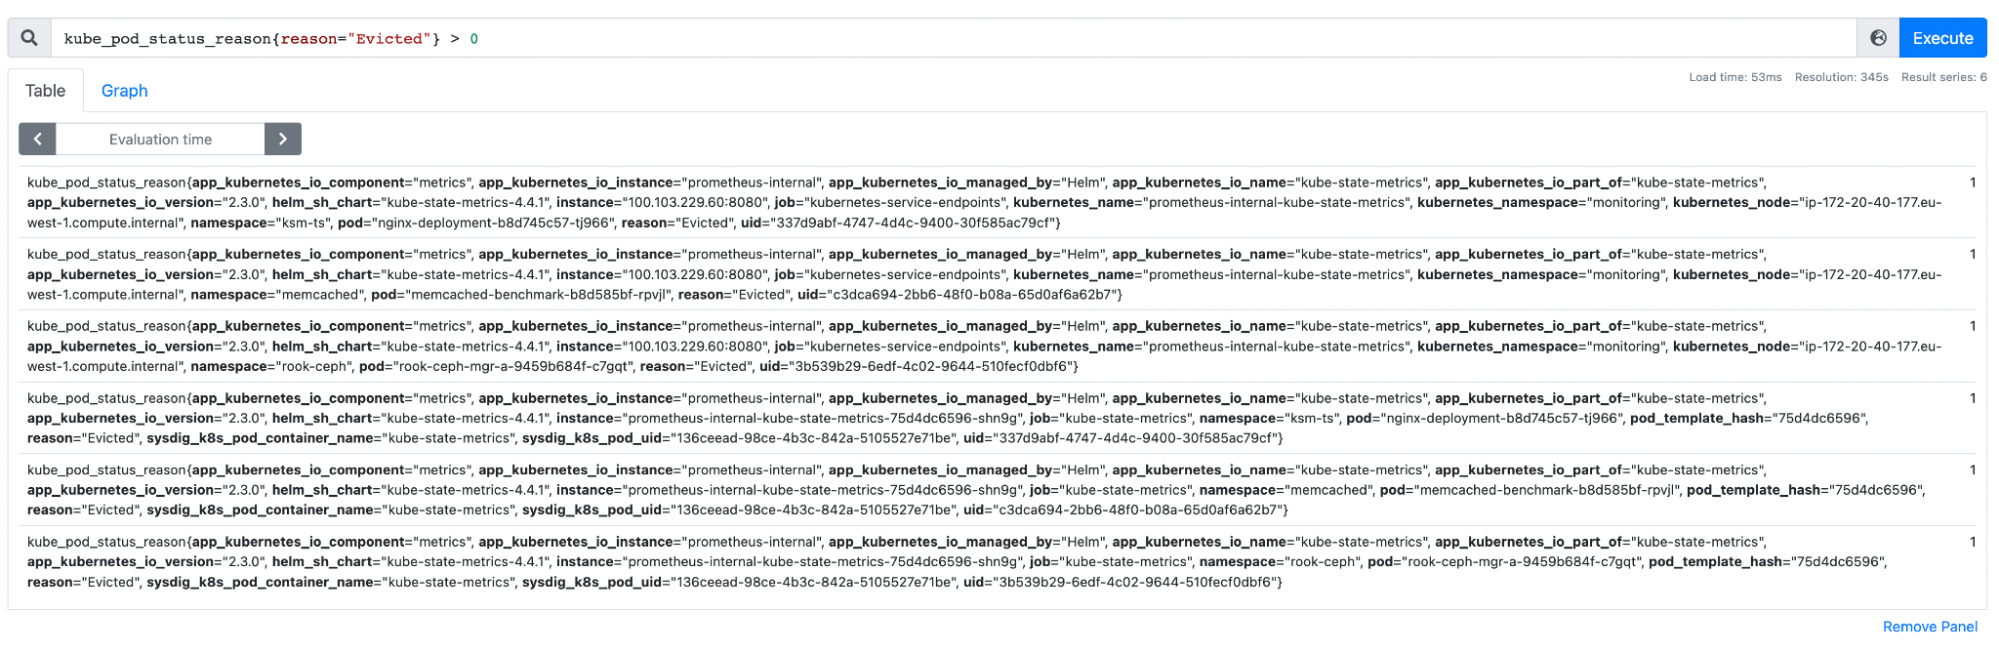 kube_pod_status_reason{reason="Evicted"} > 0
Execute
Load time: 53ms Resolution: 345s Result series: 6
Table Graph
Evaluation time
kube_pod_status_reason{app_kubernetes_io_component="metrics", app_kubernetes_io_instance="prometheus-internal", app_kubernetes_io_managed_by="Helm", app_kubernetes_io_name="kube-state-metrics", app_kubernetes_io_part_of="kube-state-metrics", 1
app_kubernetes_io_version="2.3.0", helm_sh_chart="kube-state-metrics-4.4.1", instance="100.103.229.60:8080", job="kubernetes-service-endpoints", kubernetes_name="prometheus-internal-kube-state-metrics", kubernetes_namespace="monitoring", kubernetes_node="ip-172-20-40-177.eu-
west-1.compute.internal", namespace="ksm-ts", pod="nginx-deployment-b8d745c57-tj966", reason="Evicted", uid="337d9abf-4747-4d4c-9400-30f585ac79cf"}
kube_pod_status_reason{app_kubernetes_io_component="metrics", app_kubernetes_io_instance="prometheus-internal", app_kubernetes_io_managed_by="Helm", app_kubernetes_io_name="kube-state-metrics", app_kubernetes_io_part_of="kube-state-metrics", 1
app_kubernetes_io_version="2.3.0", helm_sh_chart="kube-state-metrics-4.4.1", instance="100.103.229.60:8080", job="kubernetes-service-endpoints", kubernetes_name="prometheus-internal-kube-state-metrics", kubernetes_namespace="monitoring", kubernetes_node="ip-172-20-40-177.eu-
west-1.compute.internal", namespace="memcached", pod="memcached-benchmark-b8d585bf-rpvjl", reason="Evicted", uid="c3dca694-2bb6-48f0-b08a-65d0af6a62b7"}
kube_pod_status_reason{app_kubernetes_io_component="metrics", app_kubernetes_io_instance="prometheus-internal", app_kubernetes_io_managed_by="Helm", app_kubernetes_io_name="kube-state-metrics", app_kubernetes_io_part_of="kube-state-metrics", 1
app_kubernetes_io_version="2.3.0", helm_sh_chart="kube-state-metrics-4.4.1", instance="100.103.229.60:8080", job="kubernetes-service-endpoints", kubernetes_name="prometheus-internal-kube-state-metrics", kubernetes_namespace="monitoring", kubernetes_node="ip-172-20-40-177.eu-
west-1.compute.internal", namespace="rook-ceph", pod="rook-ceph-mgr-a-9459b684f-c7gqt", reason="Evicted", uid="3b539b29-6edf-4c02-9644-510fecf0dbf6"}
kube_pod_status_reason{app_kubernetes_io_component="metrics", app_kubernetes_io_instance="prometheus-internal", app_kubernetes_io_managed_by="Helm", app_kubernetes_io_name="kube-state-metrics", app_kubernetes_io_part_of="kube-state-metrics", 1
app_kubernetes_io_version="2.3.0", helm_sh_chart="kube-state-metrics-4.4.1", instance="prometheus-internal-kube-state-metrics-75d4dc6596-shn9g", job="kube-state-metrics", namespace="ksm-ts", pod="nginx-deployment-b8d745c57-tj966", pod_template_hash="75d4dc6596",
reason="Evicted", sysdig_k8s_pod_container_name="kube-state-metrics", sysdig_k8s_pod_uid="136ceead-98ce-4b3c-842a-5105527e71be", uid="337d9abf-4747-4d4c-9400-30f585ac79cf"}
kube_pod_status_reason{app_kubernetes_io_component="metrics", app_kubernetes_io_instance="prometheus-internal", app_kubernetes_io_managed_by="Helm", app_kubernetes_io_name="kube-state-metrics", app_kubernetes_io_part_of="kube-state-metrics", 1
app_kubernetes_io_version="2.3.0", helm_sh_chart="kube-state-metrics-4.4.1", instance="prometheus-internal-kube-state-metrics-75d4dc6596-shn9g", job="kube-state-metrics", namespace="memcached", pod="memcached-benchmark-b8d585bf-rpvjl", pod_template_hash="75d4dc6596",
reason="Evicted", sysdig_k8s_pod_container_name="kube-state-metrics", sysdig_k8s_pod_uid="136ceead-98ce-4b3c-842a-5105527e71be", uid="c3dca694-2bb6-48f0-b08a-65d0af6a62b7"}
kube_pod_status_reason{app_kubernetes_io_component="metrics", app_kubernetes_io_instance="prometheus-internal", app_kubernetes_io_managed_by="Helm", app_kubernetes_io_name="kube-state-metrics", app_kubernetes_io_part_of="kube-state-metrics", 1
app_kubernetes_io_version="2.3.0", helm_sh_chart="kube-state-metrics-4.4.1", instance="prometheus-internal-kube-state-metrics-75d4dc6596-shn9g", job="kube-state-metrics", namespace="rook-ceph", pod="rook-ceph-mgr-a-9459b684f-c7gqt", pod_template_hash="75d4dc6596",
reason="Evicted", sysdig_k8s_pod_container_name="kube-state-metrics", sysdig_k8s_pod_uid="136ceead-98ce-4b3c-842a-5105527e71be", uid="3b539b29-6edf-4c02-9644-510fecf0dbf6"}
Remove Panel